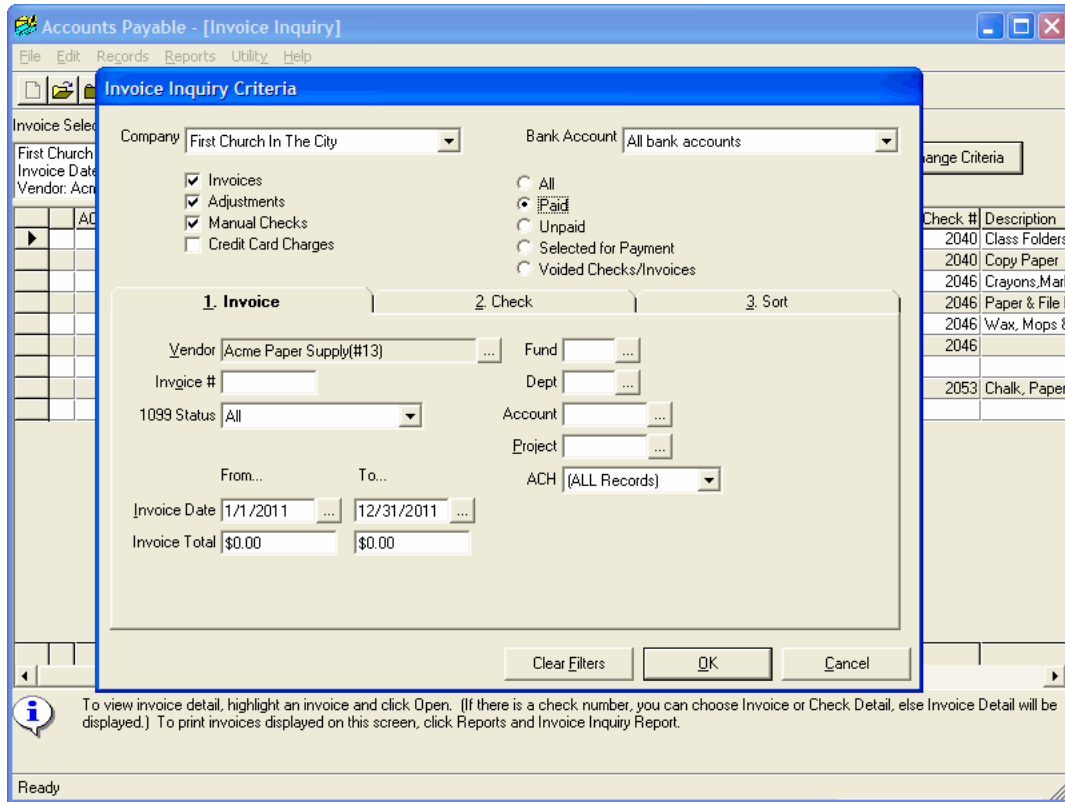 Accounts Payable - [Invoice Inquiry]
File Edit Records Reports Utility Help
Invoice Inquiry Criteria
Invoice Selec
First Church
Invoice Date
Vendor: Acm
ange Criteria
Company First Church In The City
Bank Account All bank accounts
Invoices
Adjustments
Manual Checks
Credit Card Charges
All
Paid
Unpaid
Selected for Payment
Voided Checks/Invoices
AC
Check # Description
2040 Class Folders
2040 Copy Paper
2046 Crayons,Mar
2046 Paper & File
2046 Wax, Mops &
2046
2053 Chalk, Paper
1. Invoice 2. Check 3. Sort
Vendor Acme Paper Supply(#13) ... Fund ...
Invoice # Dept ...
1099 Status All Account ...
Project ...
From... To... ACH (ALL Records)
Invoice Date 1/1/2011 ... 12/31/2011 ...
Invoice Total $0.00 $0.00
Clear Filters OK Cancel
To view invoice detail, highlight an invoice and click Open. (If there is a check number, you can choose Invoice or Check Detail, else Invoice Detail will be
displayed.) To print invoices displayed on this screen, click Reports and Invoice Inquiry Report.
Ready